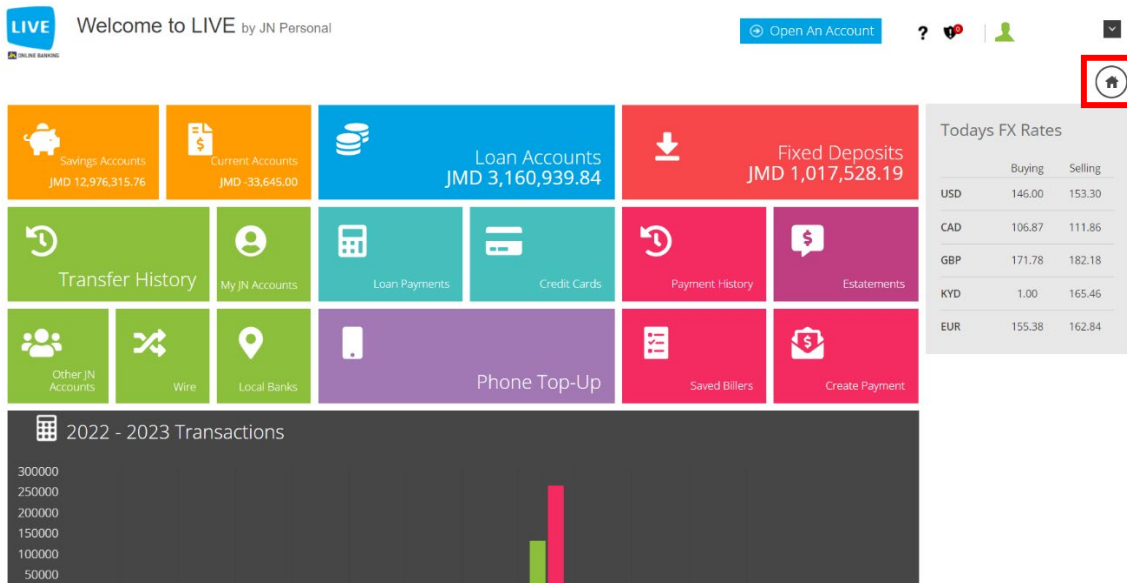 LIVE
ONLINE BANKING
Welcome to LIVE by JN Personal
Open An Account
?
0
Savings Accounts
JMD 12,976,315.76
Current Accounts
JMD -33,645.00
Loan Accounts
JMD 3,160,939.84
Fixed Deposits
JMD 1,017,528.19
Transfer History
My JN Accounts
Loan Payments
Credit Cards
Payment History
Estatements
Other JN
Accounts
Wire
Local Banks
Phone Top-Up
Saved Billers
Create Payment
Todays FX Rates
Buying Selling
USD 146.00 153.30
CAD 106.87 111.86
GBP 171.78 182.18
KYD 1.00 165.46
EUR 155.38 162.84
2022 - 2023 Transactions
300000
250000
200000
150000
100000
50000